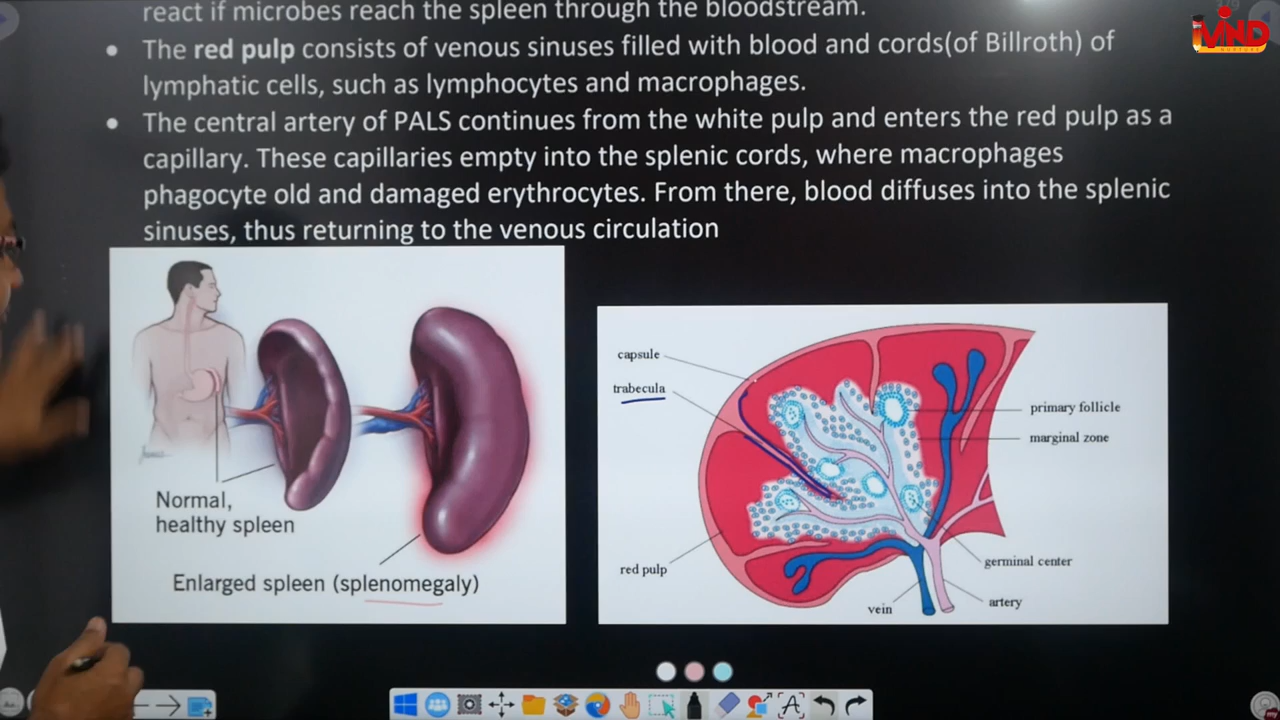 react if microbes reach the spleen through the bloodstream.
• The red pulp consists of venous sinuses filled with blood and cords(of Billroth) of
lymphatic cells, such as lymphocytes and macrophages.
• The central artery of PALS continues from the white pulp and enters the red pulp as a
capillary. These capillaries empty into the splenic cords, where macrophages
phagocyte old and damaged erythrocytes. From there, blood diffuses into the splenic
sinuses, thus returning to the venous circulation
Normal,
healthy spleen
Enlarged spleen (splenomegaly)
capsule
trabecula
red pulp
vein
artery
germinal center
marginal zone
primary follicle
MIND